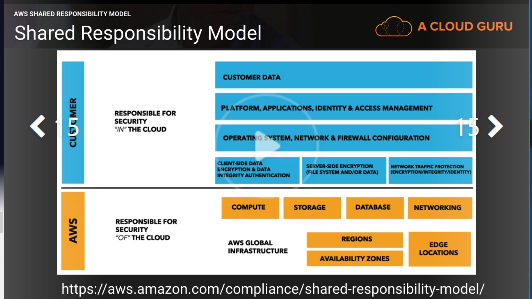 AWS SHARED RESPONSIBILITY MODEL
Shared Responsibility Model
A CLOUD GURU
CUSTOMER
RESPONSIBLE FOR
SECURITY
"IN" THE CLOUD
CUSTOMER DATA
PLATFORM, APPLICATIONS, IDENTITY & ACCESS MANAGEMENT
OPERATING SYSTEM, NETWORK & FIREWALL CONFIGURATION
CLIENT-SIDE DATA
ENCRYPTION & DATA
INTEGRITY AUTHENTICATION
SERVER-SIDE ENCRYPTION
(FILE SYSTEM AND/OR DATA)
NETWORK TRAFFIC PROTECTION
(ENCRYPTION/INTEGRITY/IDENTITY)
15
15
AWS
RESPONSIBLE FOR
SECURITY
"OF" THE CLOUD
COMPUTE
STORAGE
DATABASE
NETWORKING
AWS GLOBAL
INFRASTRUCTURE
REGIONS
AVAILABILITY ZONES
EDGE
LOCATIONS
https://aws.amazon.com/compliance/shared-responsibility-model/